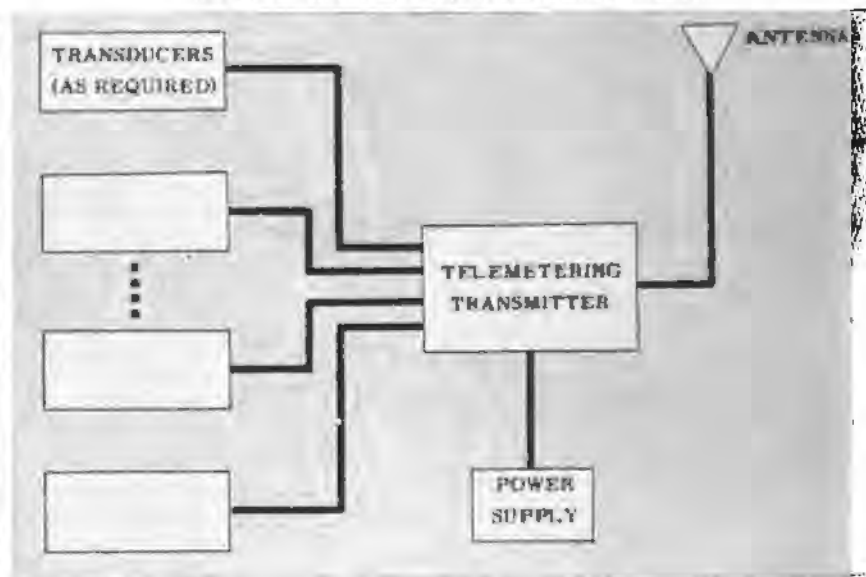 TRANSDUCERS
(AS REQUIRED)
ANTENNA
TELEMETERING
TRANSMITTER
POWER
SUPPLY